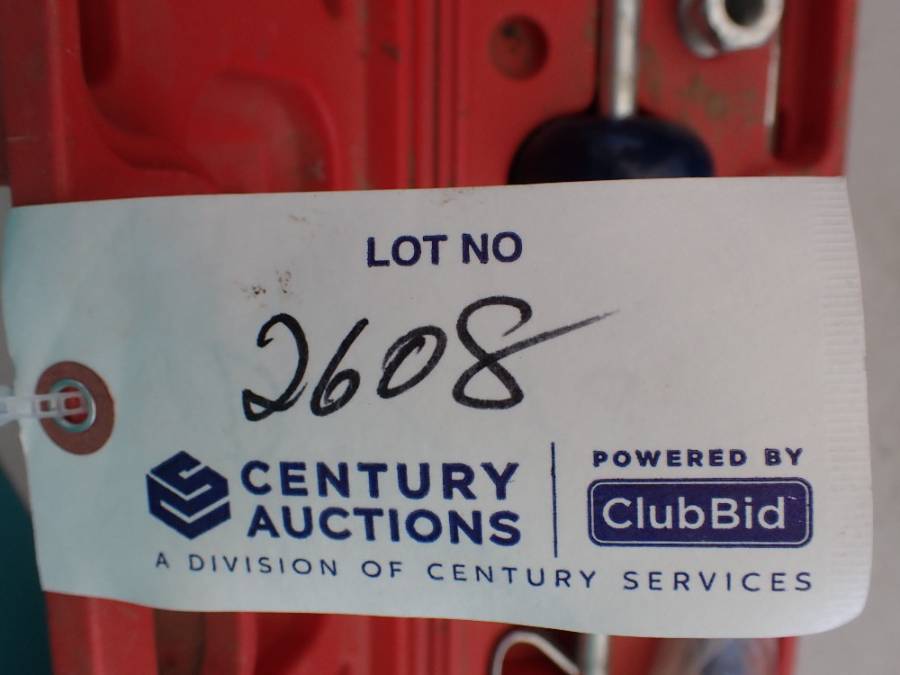 LOT NO
2608
CENTURY AUCTIONS
POWERED BY
ClubBid
A DIVISION OF CENTURY SERVICES